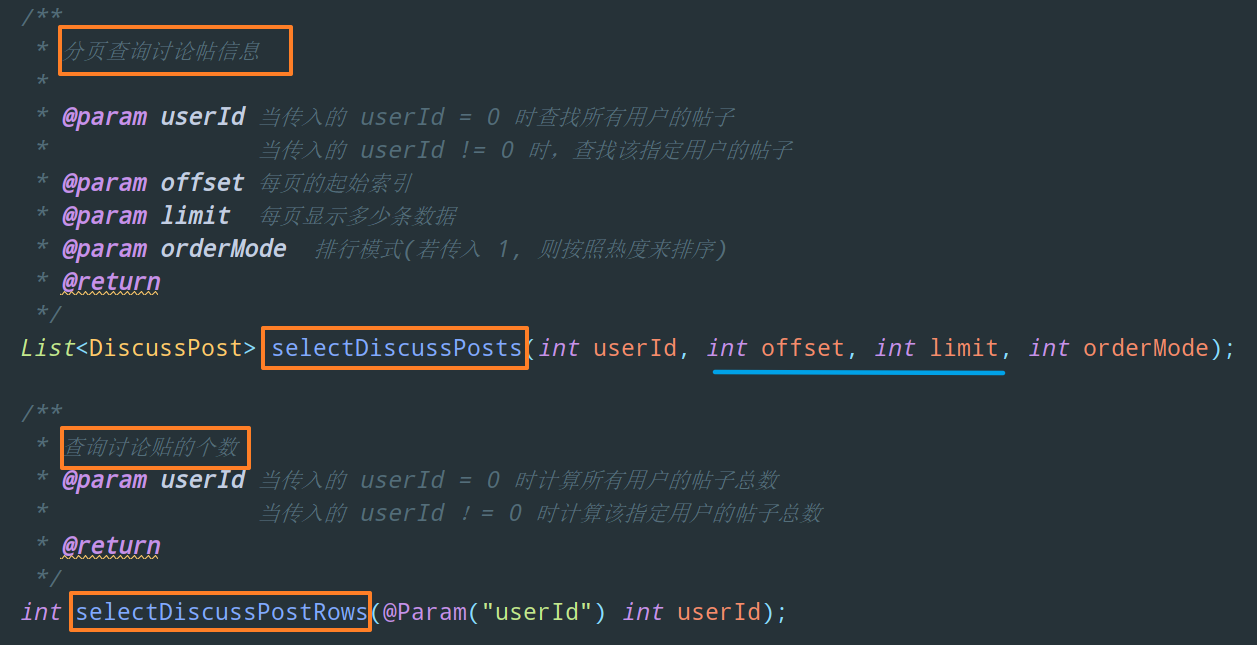 /**
* 分页查询讨论帖信息
*
* @param userId 当传入的 userId = 0 时查找所有用户的帖子
* 当传入的 userId != 0 时，查找该指定用户的帖子
* @param offset 每页的起始索引
* @param limit 每页显示多少条数据
* @param orderMode 排行模式(若传入 1, 则按照热度来排序)
* @return
*/
List<DiscussPost> selectDiscussPosts(int userId, int offset, int limit, int orderMode);
/**
* 查询讨论贴的个数
* @param userId 当传入的 userId = 0 时计算所有用户的帖子总数
* 当传入的 userId ！= 0 时计算该指定用户的帖子总数
* @return
*/
int selectDiscussPostRows(@Param("userId") int userId);